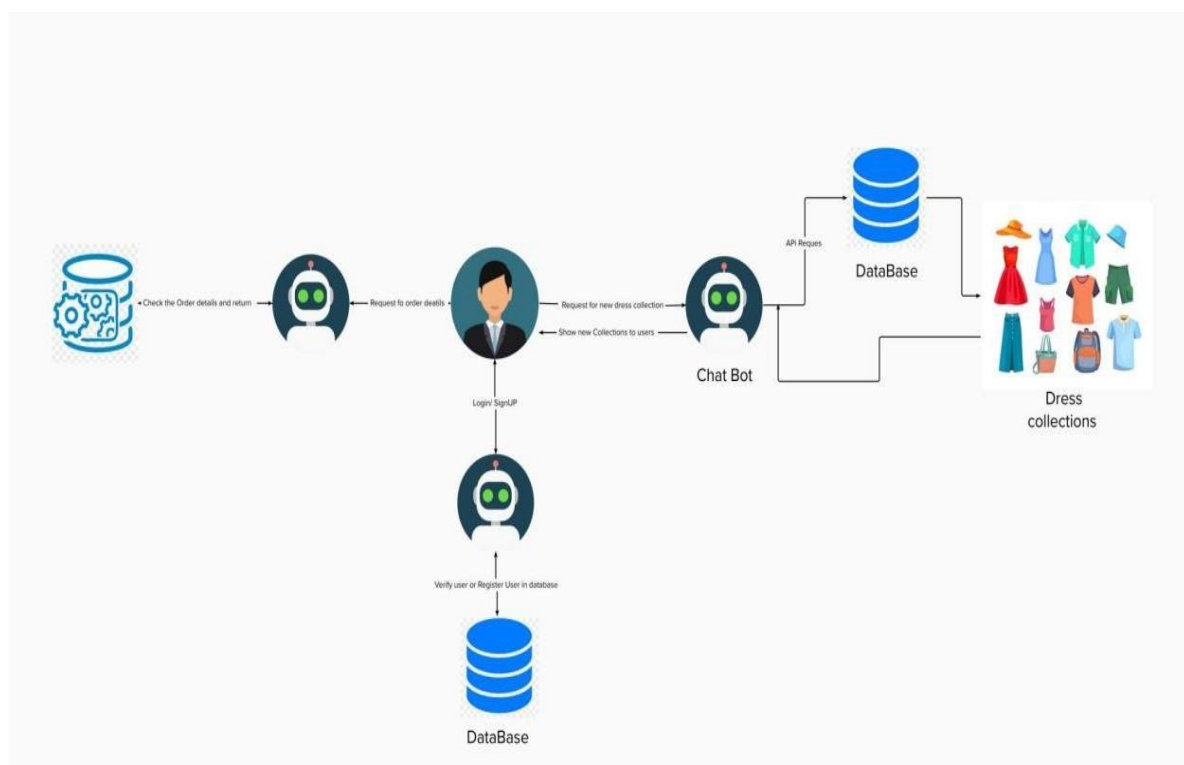 APi Reques
DataBase
Check the Order details and return
Request fo order deatils
Request for new dress collection
Show new Collections to users
Chat Bot
Dress
collections
Login/ SignUP
Verify user or Register User in database
DataBase